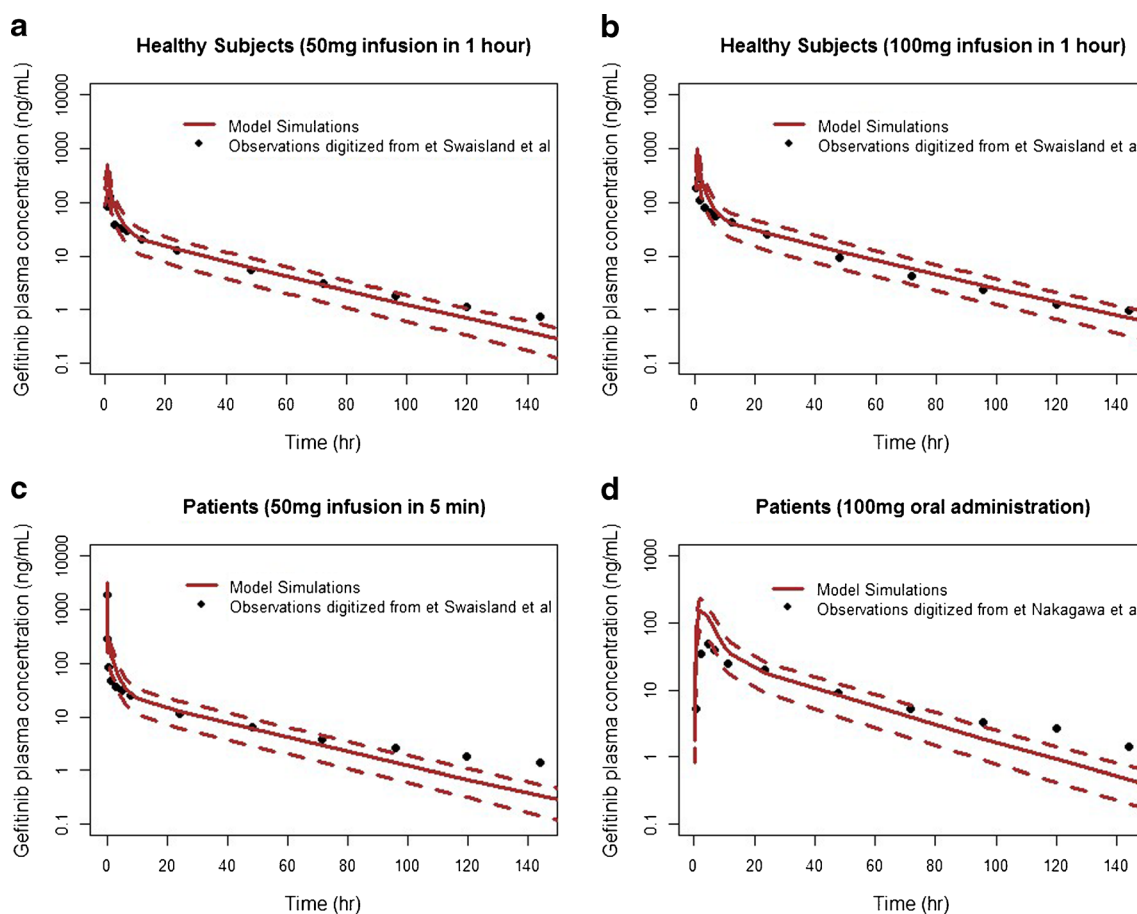 a
Healthy Subjects (50mg infusion in 1 hour)
Gefitinib plasma concentration (ng/mL)
10000
1000
100
10
1
0.1
Model Simulations
Observations digitized from et Swaisland et al
0 20 40 60 80 100 120 140
Time (hr)
b
Healthy Subjects (100mg infusion in 1 hour)
Gefitinib plasma concentration (ng/mL)
10000
1000
100
10
1
0.1
Model Simulations
Observations digitized from et Swaisland et a
0 20 40 60 80 100 120 140
Time (hr)
c
Patients (50mg infusion in 5 min)
Gefitinib plasma concentration (ng/mL)
10000
1000
100
10
1
0.1
Model Simulations
Observations digitized from et Swaisland et al
0 20 40 60 80 100 120 140
Time (hr)
d
Patients (100mg oral administration)
Gefitinib plasma concentration (ng/mL)
1000
100
10
1
0.1
Model Simulations
Observations digitized from et Nakagawa et a
0 20 40 60 80 100 120 140
Time (hr)